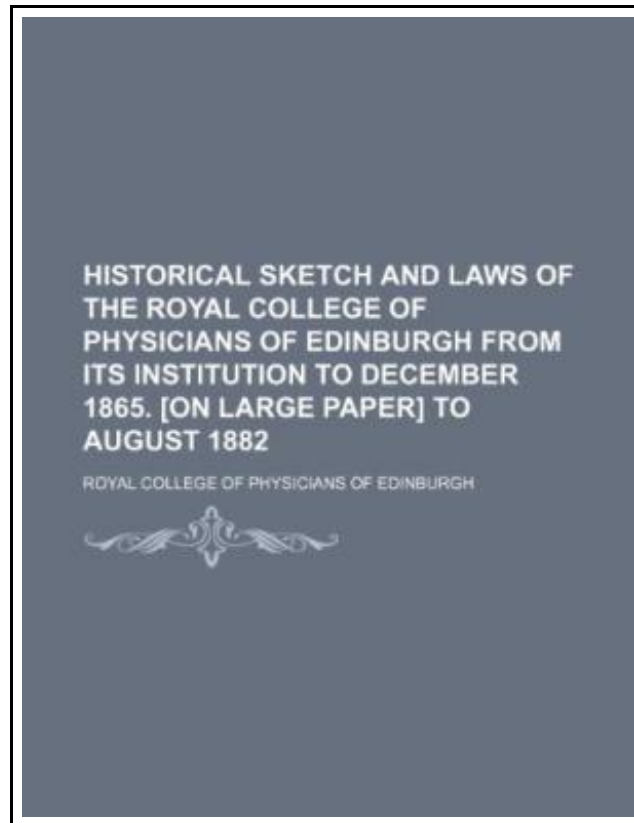 HISTORICAL SKETCH AND LAWS OF
THE ROYAL COLLEGE OF
PHYSICIANS OF EDINBURGH FROM
ITS INSTITUTION TO DECEMBER
1865. [ON LARGE PAPER] TO
AUGUST 1882
ROYAL COLLEGE OF PHYSICIANS OF EDINBURGH